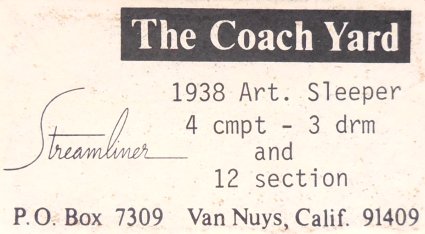 The Coach Yard
1938 Art. Sleeper
Streamliner 4 cmpt - 3 drm
and
12 section
P.O. Box 7309 Van Nuys, Calif. 91409